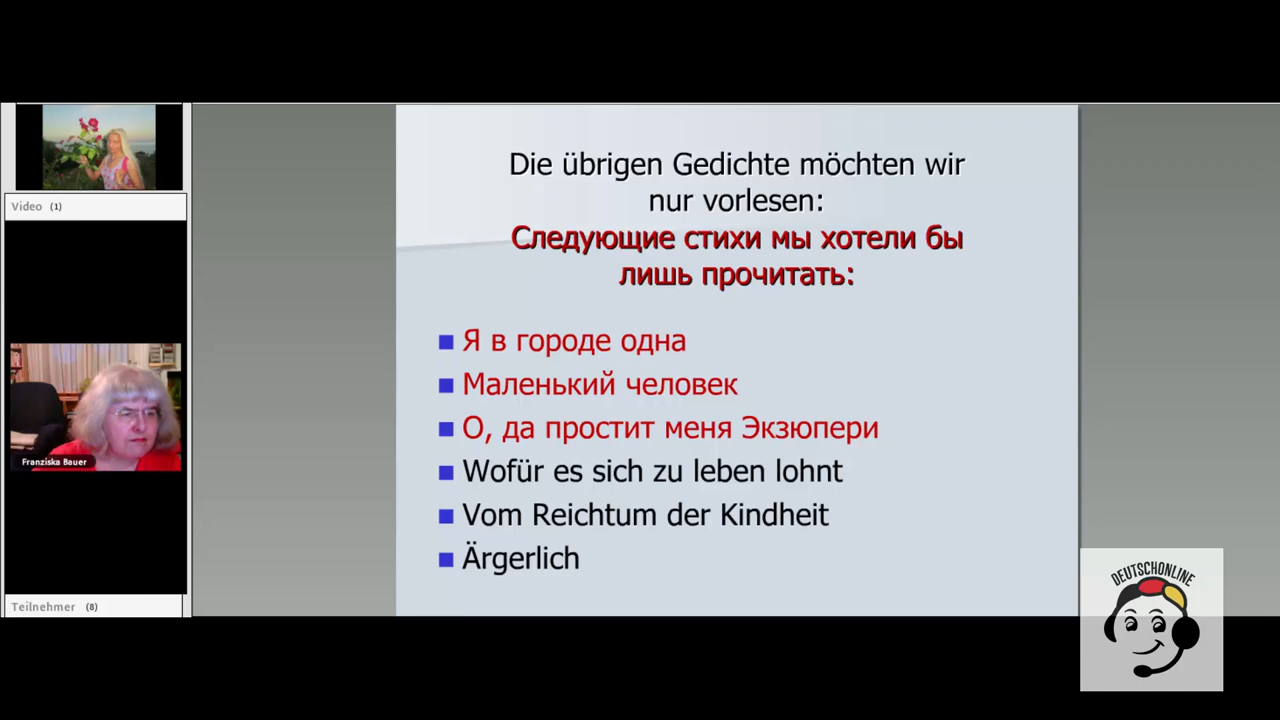 Video (1)
Franziska Bauer
Teilnehmer (8)
Die übrigen Gedichte möchten wir
nur vorlesen:
Следующие стихи мы хотели бы
лишь прочитать:
Я в городе одна
Маленький человек
О, да простит меня Экзюпери
Wofür es sich zu leben lohnt
Vom Reichtum der Kindheit
Ärgerlich
DEUTSCHONLINE